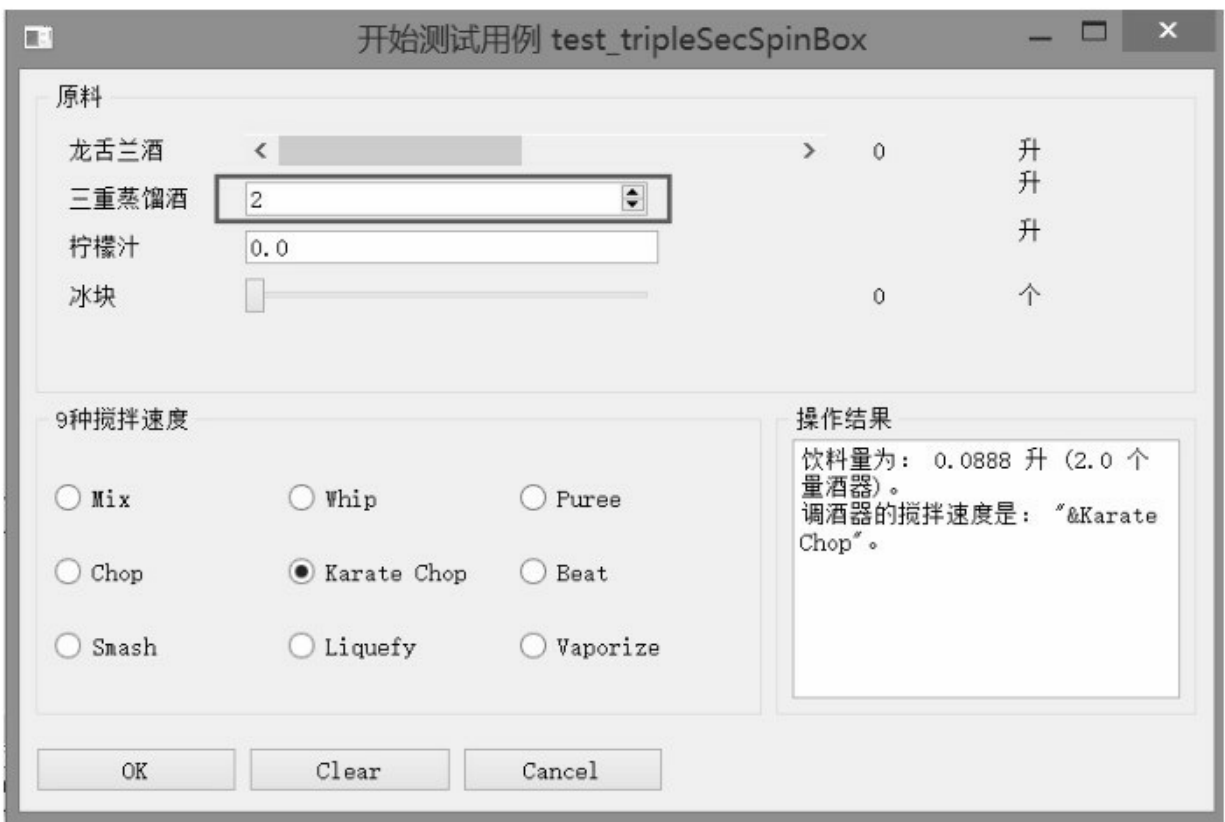 开始测试用例 test_tripleSecSpinBox
原料
龙舌兰酒 0 升
三重蒸馏酒 2 升
柠檬汁 0.0 升
冰块 0 个
9种搅拌速度
Mix Whip Puree
Chop Karate Chop Beat
Smash Liquefy Vaporize
操作结果
饮料量为: 0.0888 升 (2.0 个
量酒器)。
调酒器的搅拌速度是: "&Karate
Chop"。
OK Clear Cancel